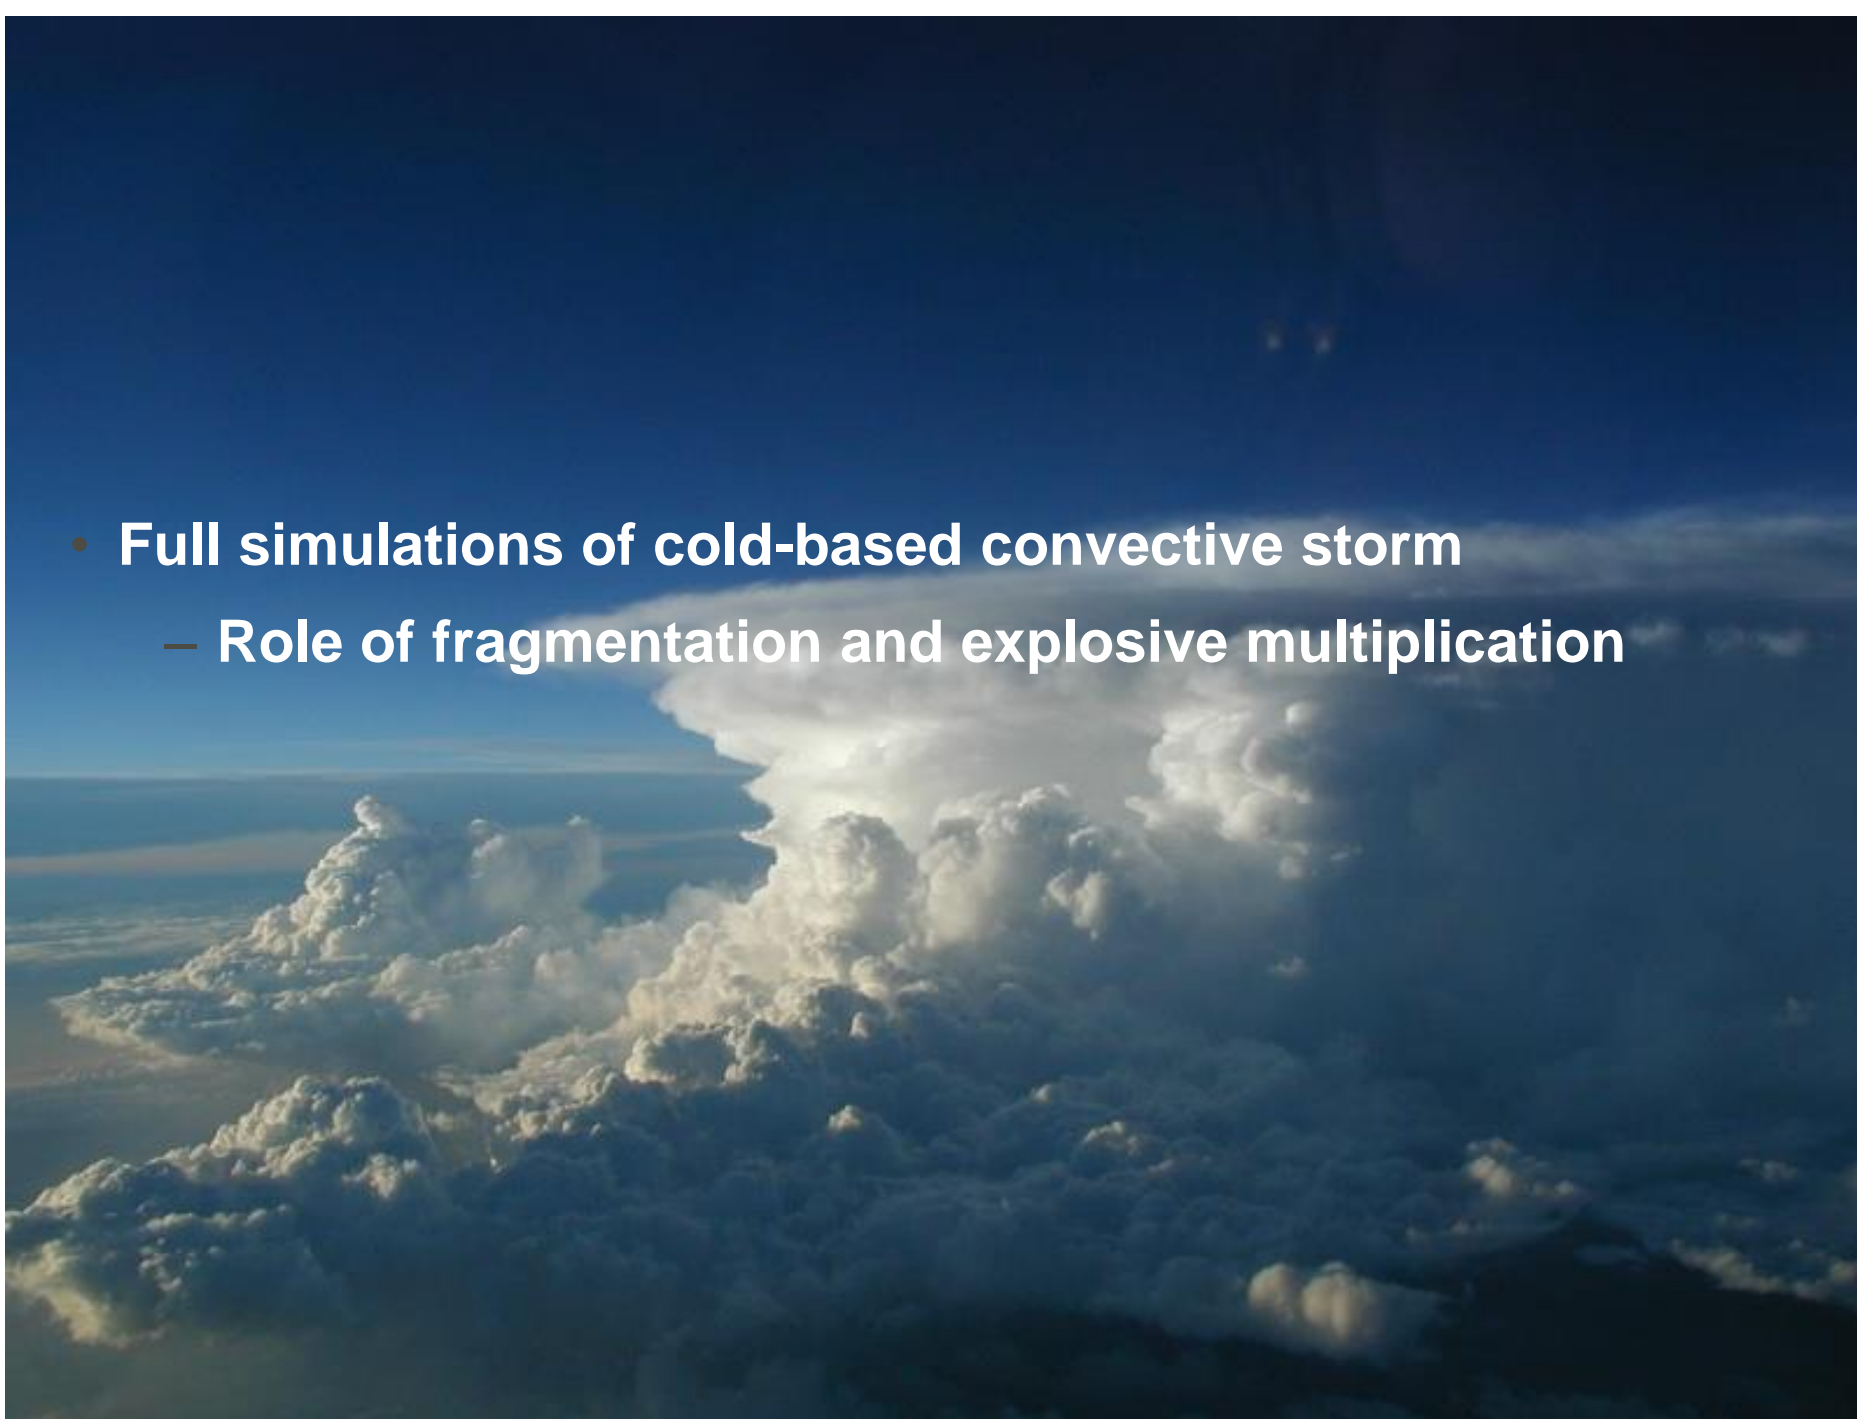 • Full simulations of cold-based convective storm
– Role of fragmentation and explosive multiplication